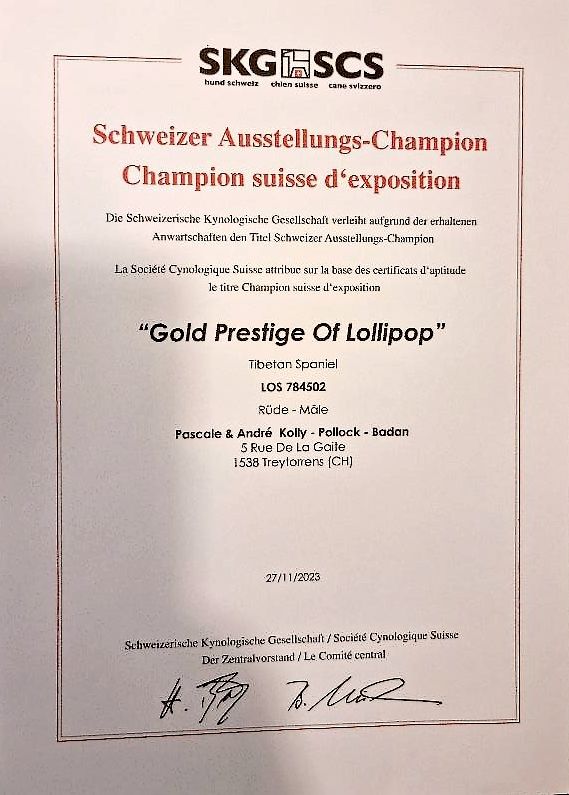 SKG SCS
hund schweiz chien suisse cane svizzero
Schweizer Ausstellungs-Champion
Champion suisse d‘exposition
Die Schweizerische Kynologische Gesellschaft verleiht aufgrund der erhaltenen
Anwartschaften den Titel Schweizer Ausstellungs-Champion
La Société Cynologique Suisse attribue sur la base des certificats d‘aptitude
le titre Champion suisse d‘exposition
“Gold Prestige Of Lollipop”
Tibetan Spaniel
LOS 784502
Rüde - Mâle
Pascale & André Kolly - Pollock - Badan
5 Rue De La Gaite
1538 Treytorrens (CH)
27/11/2023
Schweizerische Kynologische Gesellschaft / Société Cynologique Suisse
Der Zentralvorstand / Le Comité central